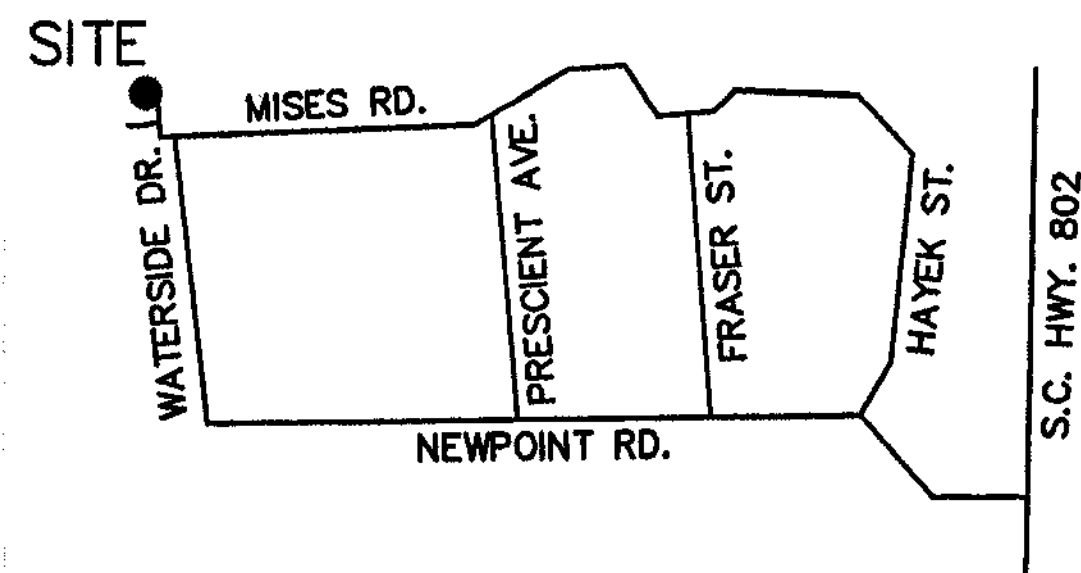 SITE
MISES RD.
WATERSIDE DR.
PRESCIENT AVE.
FRASER ST.
HAYEK ST.
S.C. HWY. 802
NEWPOINT RD.